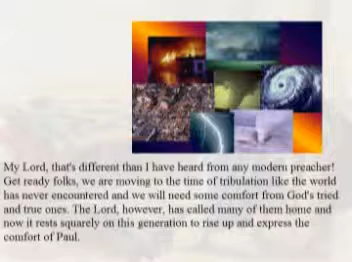 My Lord, that's different than I have heard from any modern preacher!
Get ready folks, we are moving to the time of tribulation like the world
has never encountered and we will need some comfort from God's tried
and true ones. The Lord, however, has called many of them home and
now it rests squarely on this generation to rise up and express the
comfort of Paul.